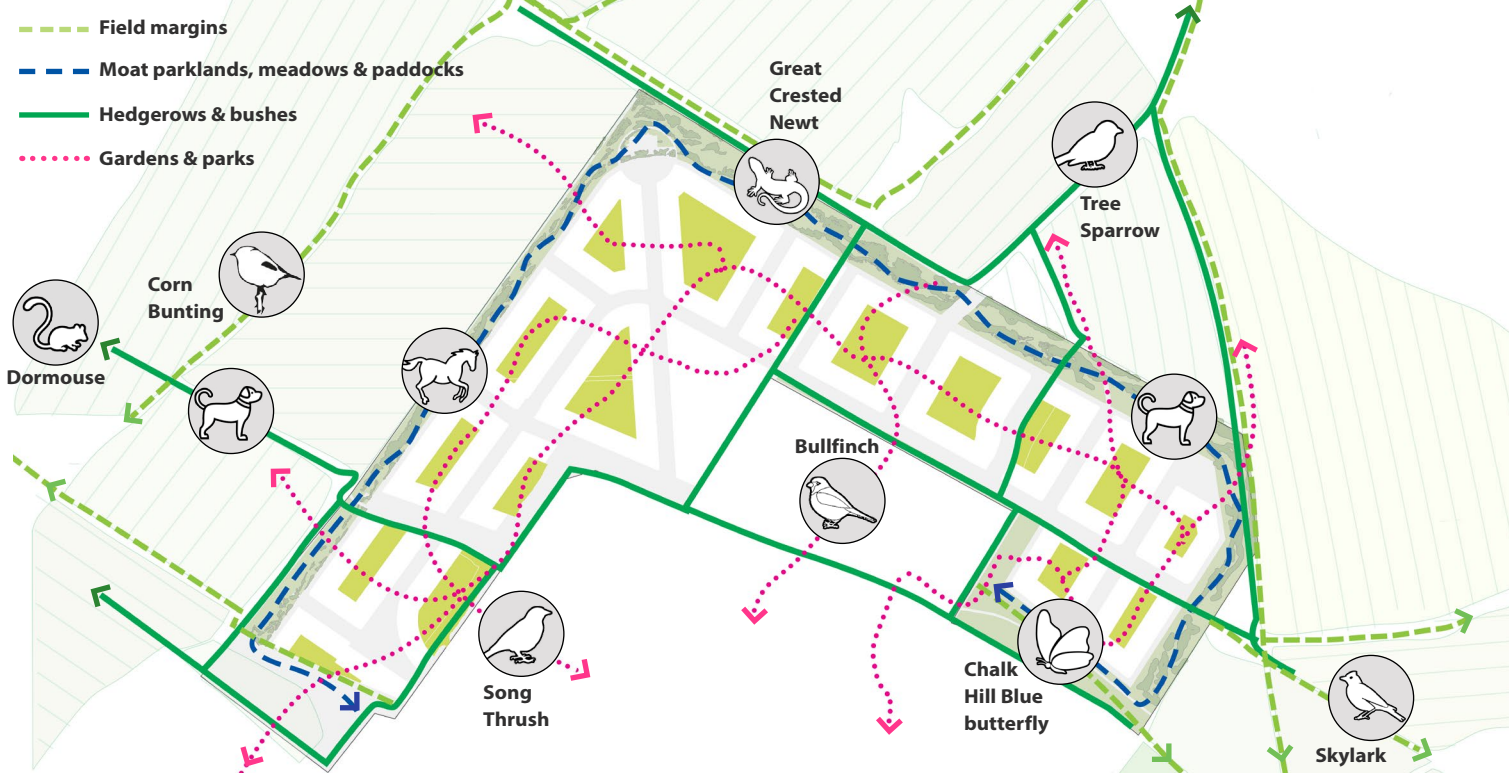 Field margins
Moat parklands, meadows & paddocks
Hedgerows & bushes
Gardens & parks
Great
Crested
Newt
Tree
Sparrow
Corn
Bunting
Dormouse
Bullfinch
Song
Thrush
Chalk
Hill Blue
butterfly
Skylark